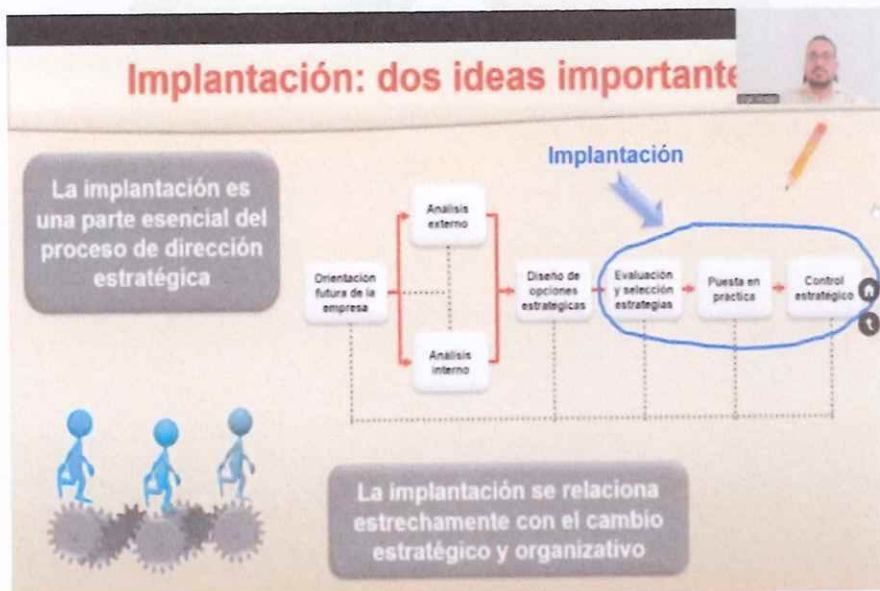 Implantación: dos ideas importante
La implantación es
una parte esencial del
proceso de dirección
estratégica
Implantación
Orientación
futura de la
empresa
Análisis
externo
Análisis
interno
Diseño de
opciones
estratégicas
Evaluación
y selección
estrategias
Puesta en
practica
Control
estratégico
La implantación se relaciona
estrechamente con el cambio
estratégico y organizativo